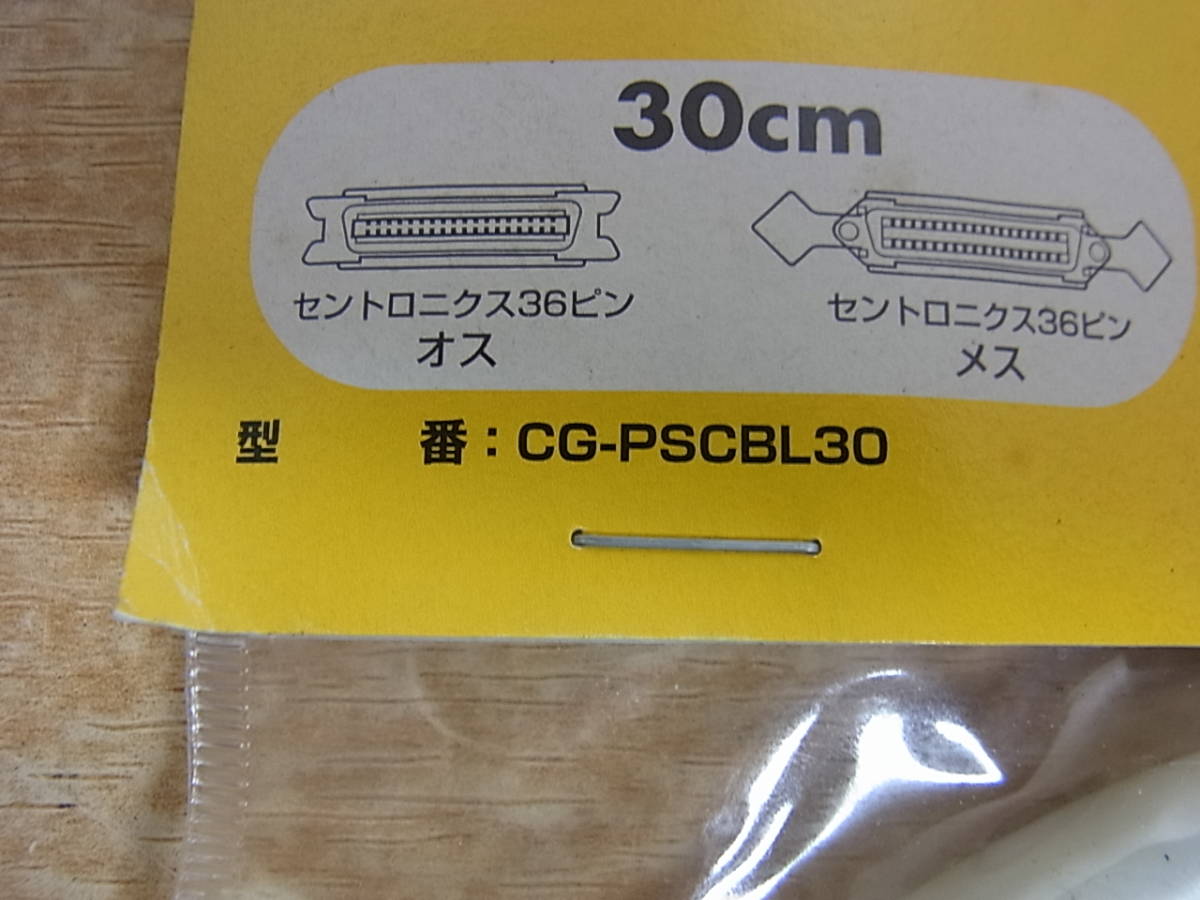 30cm
セントロニクス36ピン
オス
セントロニクス36ピン
メス
型 番：CG-PSCBL30